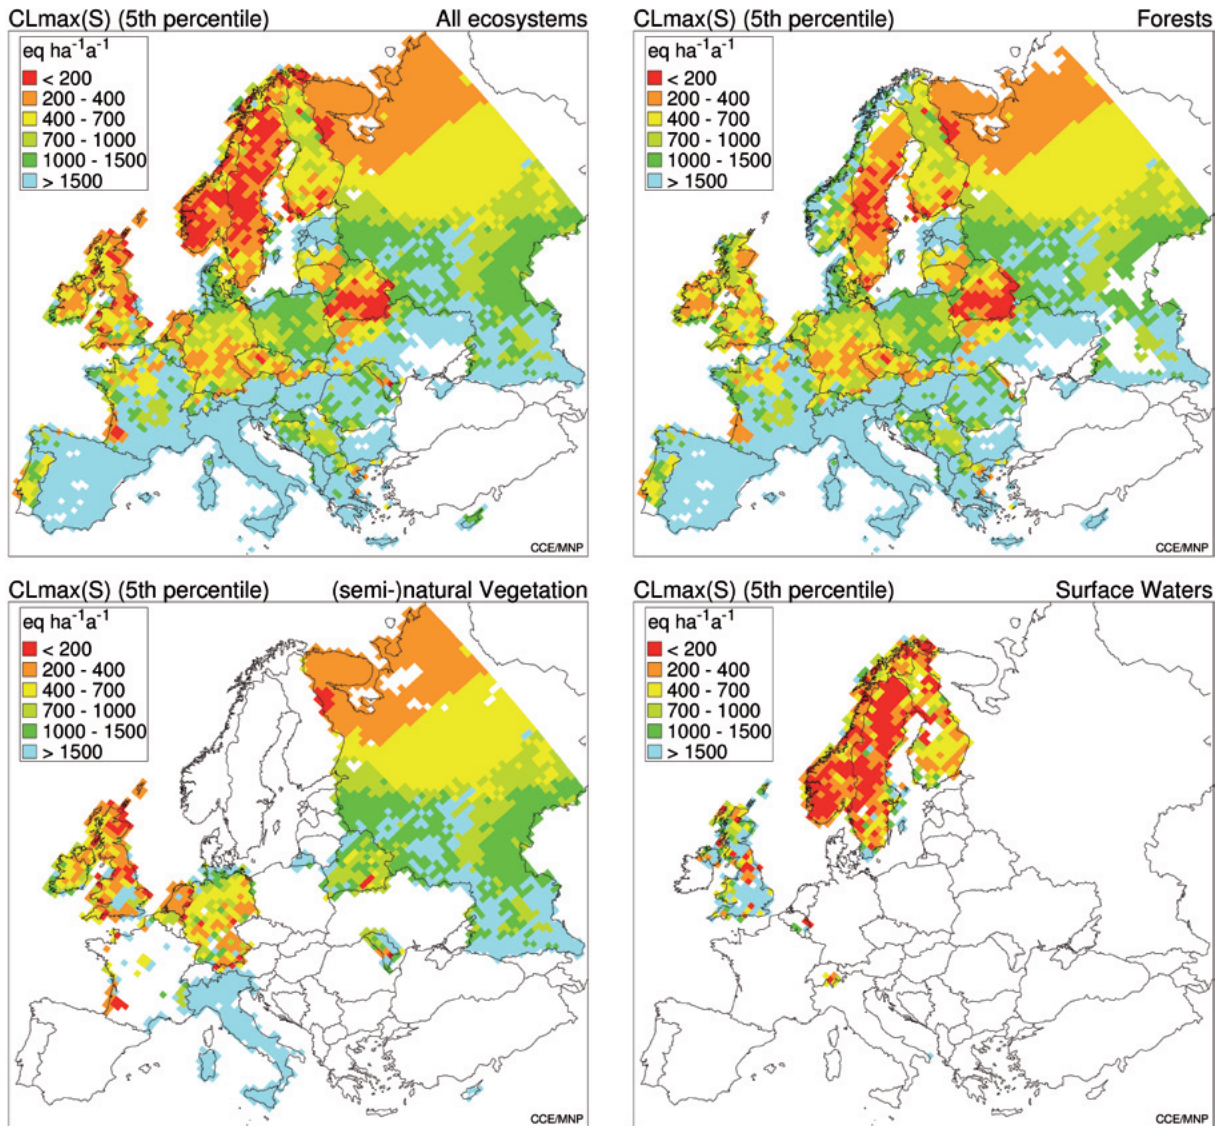 CLmax(S) (5th percentile) All ecosystems
eq ha⁻¹a⁻¹
< 200
200 - 400
400 - 700
700 - 1000
1000 - 1500
> 1500
CCE/MNP
CLmax(S) (5th percentile) Forests
eq ha⁻¹a⁻¹
< 200
200 - 400
400 - 700
700 - 1000
1000 - 1500
> 1500
CCE/MNP
CLmax(S) (5th percentile) (semi-)natural Vegetation
eq ha⁻¹a⁻¹
< 200
200 - 400
400 - 700
700 - 1000
1000 - 1500
> 1500
CCE/MNP
CLmax(S) (5th percentile) Surface Waters
eq ha⁻¹a⁻¹
< 200
200 - 400
400 - 700
700 - 1000
1000 - 1500
> 1500
CCE/MNP